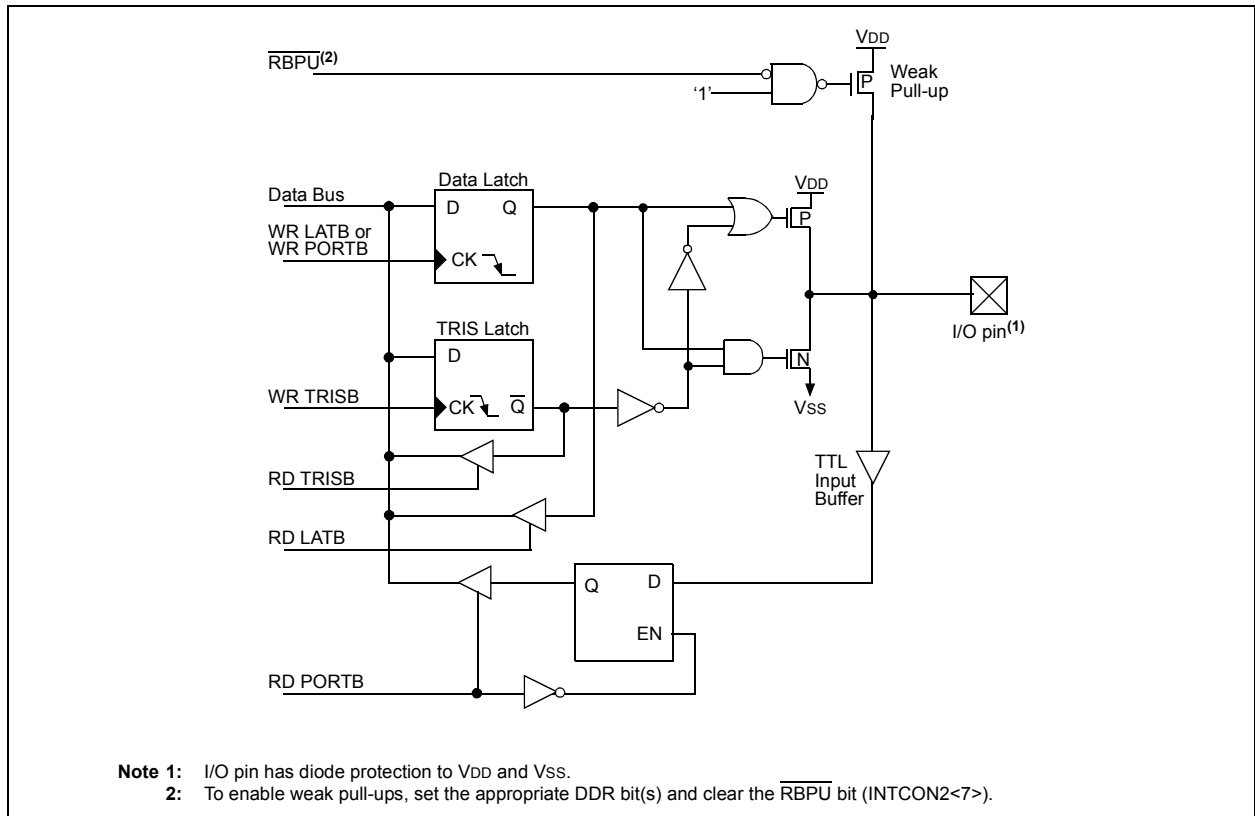 RBPU(2)
VDD
Weak
Pull-up
P
'1'
Data Bus
Data Latch
D Q
WR LATB or
WR PORTB
CK
VDD
P
I/O pin(1)
TRIS Latch
D
WR TRISB
CK Q
N
VSS
TTL
Input
Buffer
RD TRISB
RD LATB
Q D
EN
RD PORTB
Note 1: I/O pin has diode protection to VDD and VSS.
2: To enable weak pull-ups, set the appropriate DDR bit(s) and clear the RBPU bit (INTCON2<7>).